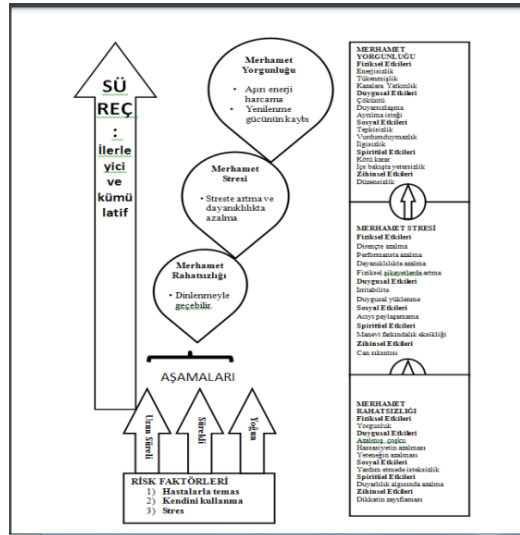 SÜ
REÇ
:
İlerle
yici
ve
kümü
latif
Merhamet
Yorgunluğu
• Aşırı enerji
harcama
• Yenilenme
gücünün kaybı
Merhamet
Stresi
• Streste artma ve
dayanıklılıkta
azalma
Merhamet
Rahatsızlığı
• Dinlenmeyle
geçebilir.
AŞAMALARI
Uzun Süreli
Sürekli
Yoğun
RİSK FAKTÖRLERİ
1) Hastalarla temas
2) Kendini kullanma
3) Stres
MERHAMET
YORGUNLUĞU
Fiziksel Etkileri
Enerjisizlik
Tükenmişlik
Kazalara Yatkınlık
Duygusal Etkileri
Çöküntü
Duyarsızlaşma
Ayrılma isteği
Sosyal Etkileri
Tepkisizlik
Vurdumduymazlık
İlgisizlik
Spiritüel Etkileri
Kötü karar
İçe bakışta yetersizlik
Zihinsel Etkileri
Düzensizlik
MERHAMET STRESİ
Fiziksel Etkileri
Dirençte azalma
Performansta azalma
Dayanıklılıkta azalma
Fiziksel şikayetlerde artma
Duygusal Etkileri
İrritabilite
Duygusal yüklenme
Sosyal Etkileri
Acıyı paylaşamama
Spiritüel Etkileri
Manevi farkındalık eksikliği
Zihinsel Etkileri
Can sıkıntısı
MERHAMET
RAHATSIZLIĞI
Fiziksel Etkileri
Yorgunluk
Duygusal Etkileri
Azalmış coşku
Hassasiyetin azalması
Yeteneğin azalması
Sosyal Etkileri
Yardım etmede isteksizlik
Spiritüel Etkileri
Duyarlılık algısında azalma
Zihinsel Etkileri
Dikkatin zayıflaması